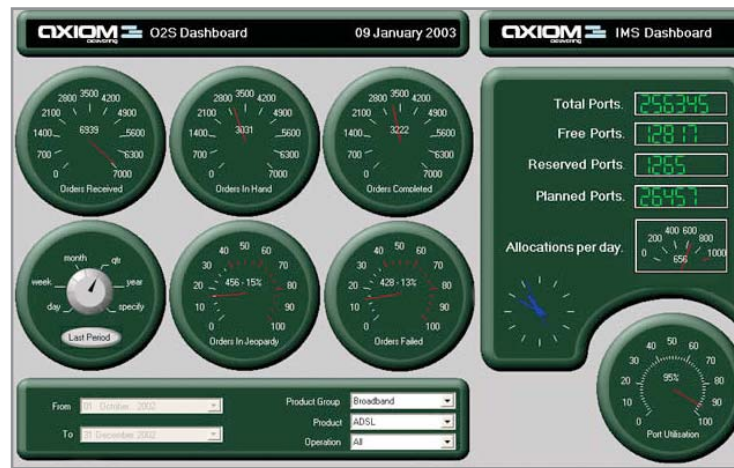 AXIOM delivering O2S Dashboard 09 January 2003
AXIOM delivering IMS Dashboard
0 700 1400 2100 2800 3500 4200 4900 5600 6300 7000
6939
Orders Received
0 700 1400 2100 2800 3500 4200 4900 5600 6300 7000
3031
Orders In Hand
0 700 1400 2100 2800 3500 4200 4900 5600 6300 7000
3222
Orders Completed
day week month qtr year specify
Last Period
0 10 20 30 40 50 60 70 80 90 100
456 - 15%
Orders In Jeopardy
0 10 20 30 40 50 60 70 80 90 100
428 - 13%
Orders Failed
From 01 October 2002
To 31 December 2002
Product Group Broadband
Product ADSL
Operation All
Total Ports. 256345
Free Ports. 12817
Reserved Ports. 1265
Planned Ports. 26457
Allocations per day. 0 200 400 600 800 1000
656
0 10 20 30 40 50 60 70 80 90 100
95%
Port Utilisation